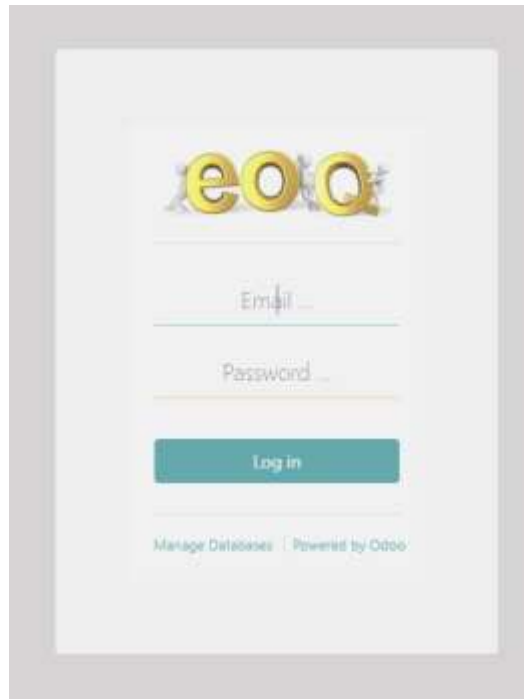 eoQ
Email ...
Password ...
Log in
Manage Databases | Powered by Odoo